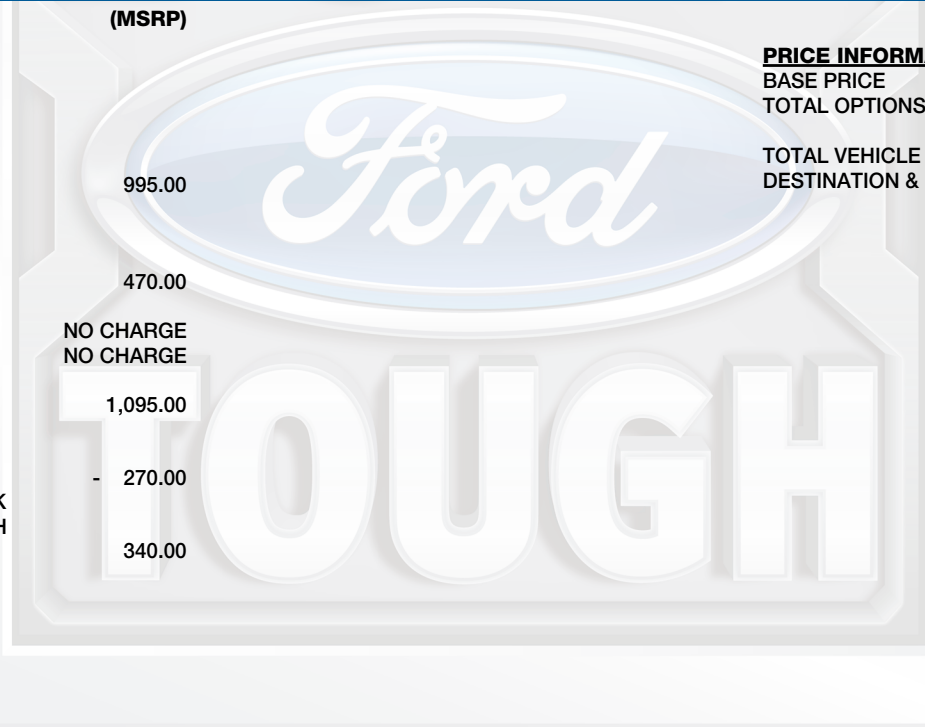 (MSRP)
995.00
470.00
NO CHARGE
NO CHARGE
1,095.00
- 270.00
K
H
340.00
PRICE INFORM
BASE PRICE
TOTAL OPTIONS
TOTAL VEHICLE
DESTINATION &
Ford
TOUGH